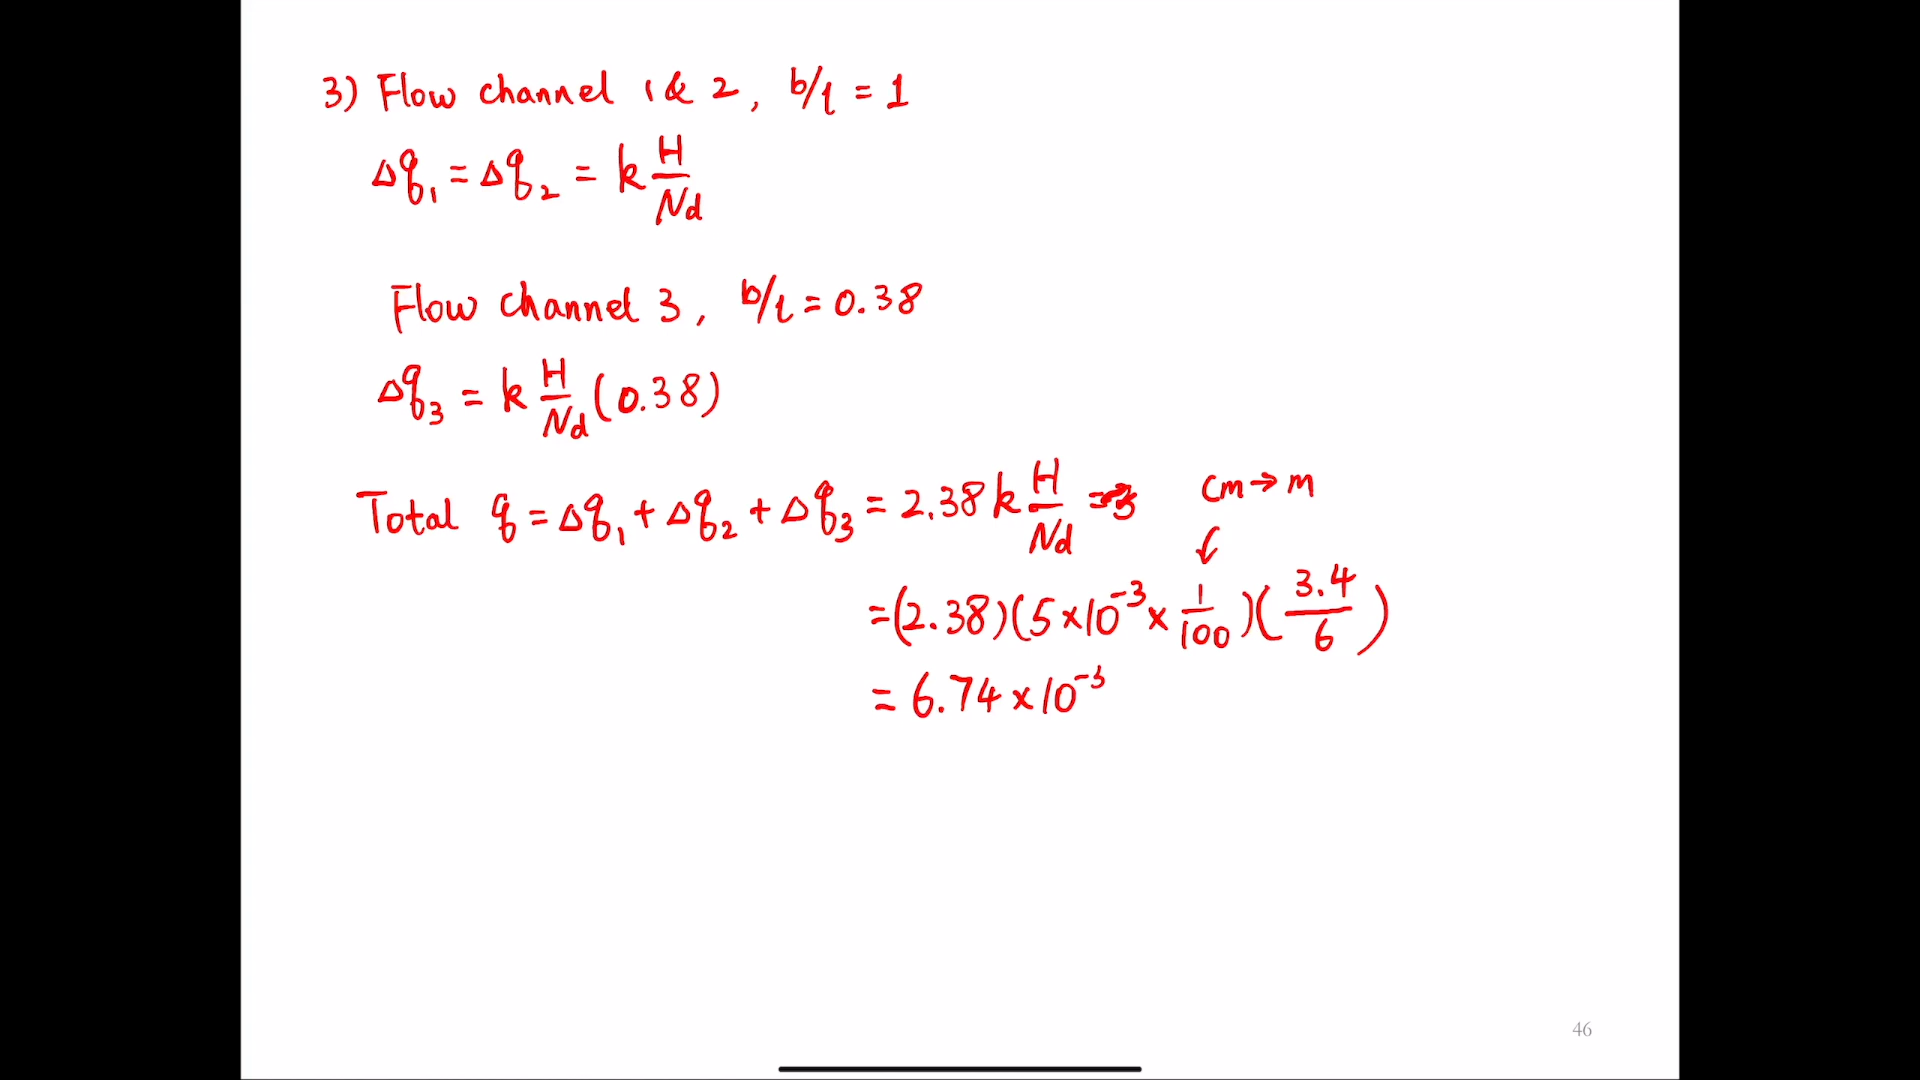 3) Flow channel 1 & 2, b/l = 1
Δq₁ = Δq₂ = k H/Nd
Flow channel 3, b/l = 0.38
Δq₃ = k H/Nd (0.38)
Total q = Δq₁ + Δq₂ + Δq₃ = 2.38 k H/Nd
cm → m
↓
= (2.38)(5 × 10⁻³ × 1/100)(3.4/6)
= 6.74 × 10⁻³
46